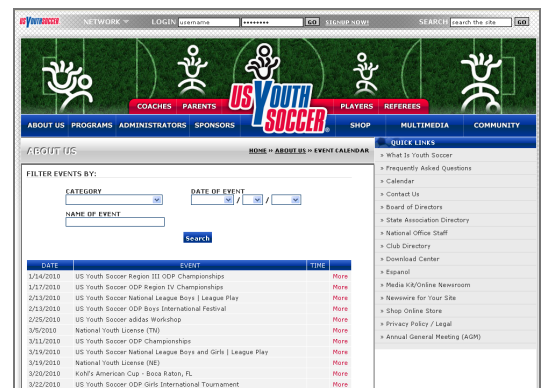 US YOUTH SOCCER NETWORK LOGIN username •••••••• GO SIGNUP NOW! SEARCH search the site GO
COACHES PARENTS US YOUTH SOCCER® PLAYERS REFEREES
ABOUT US PROGRAMS ADMINISTRATORS SPONSORS SHOP MULTIMEDIA COMMUNITY
ABOUT US HOME » ABOUT US » EVENT CALENDAR
FILTER EVENTS BY:
CATEGORY DATE OF EVENT
/ /
NAME OF EVENT
Search
DATE EVENT TIME
1/14/2010 US Youth Soccer Region III ODP Championships More
1/17/2010 US Youth Soccer ODP Region IV Championships More
2/13/2010 US Youth Soccer National League Boys | League Play More
2/13/2010 US Youth Soccer ODP Boys International Festival More
2/25/2010 US Youth Soccer adidas Workshop More
3/5/2010 National Youth License (TN) More
3/11/2010 US Youth Soccer ODP Championships More
3/19/2010 US Youth Soccer National League Boys and Girls | League Play More
3/19/2010 National Youth License (NE) More
3/20/2010 Kohl's American Cup - Boca Raton, FL More
3/22/2010 US Youth Soccer ODP Girls International Tournament More
QUICK LINKS
» What Is Youth Soccer
» Frequently Asked Questions
» Calendar
» Contact Us
» Board of Directors
» State Association Directory
» National Office Staff
» Club Directory
» Download Center
» Espanol
» Media Kit/Online Newsroom
» Newswire for Your Site
» Shop Online Store
» Privacy Policy / Legal
» Annual General Meeting (AGM)